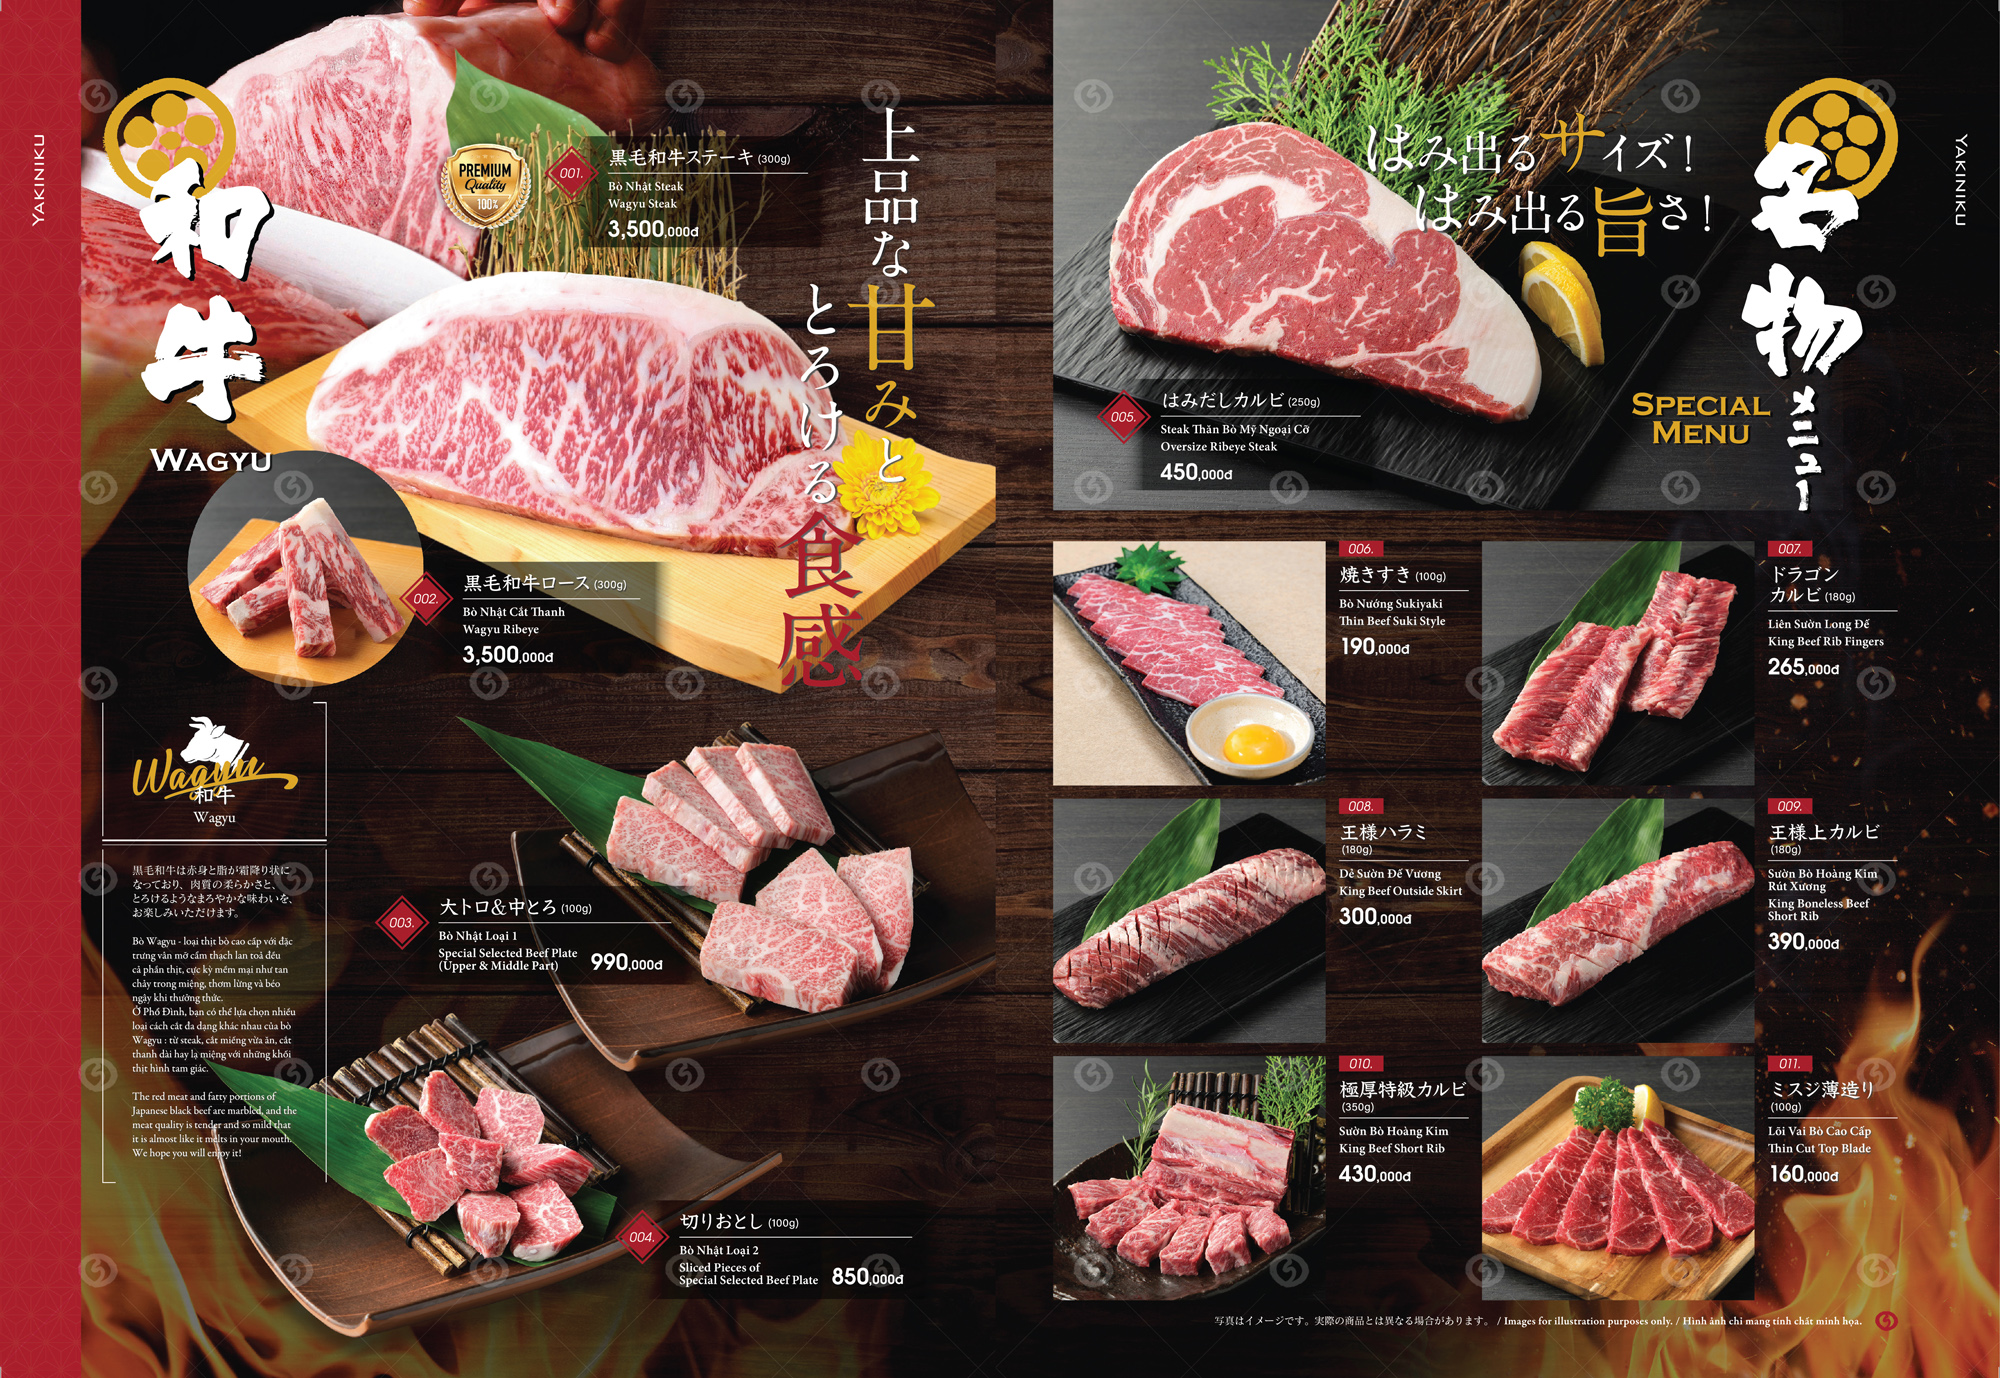 YAKINIKU
和牛
WAGYU
PREMIUM
Quality
100%
001.
黒毛和牛ステーキ (300g)
Bò Nhật Steak
Wagyu Steak
3,500,000đ
上品な甘みと
とろける食感
002.
黒毛和牛ロース (300g)
Bò Nhật Cắt Thanh
Wagyu Ribeye
3,500,000đ
Wagyu
和牛
Wagyu
黒毛和牛は赤身と脂が霜降り状に
なっており、肉質の柔らかさと、
とろけるようなまろやかな味わいを、
お楽しみいただけます。
Bò Wagyu - loại thịt bò cao cấp với đặc
trưng vân mỡ cẩm thạch lan toả đều
cả phần thịt, cực kỳ mềm mại như tan
chảy trong miệng, thơm lừng và béo
ngậy khi thưởng thức.
Ở Phố Đình, bạn có thể lựa chọn nhiều
loại cách cắt đa dạng khác nhau của bò
Wagyu : từ steak, cắt miếng vừa ăn, cắt
thanh dài hay lạ miệng với những khối
thịt hình tam giác.
The red meat and fatty portions of
Japanese black beef are marbled, and the
meat quality is tender and so mild that
it is almost like it melts in your mouth.
We hope you will enjoy it!
003.
大トロ&中とろ (100g)
Bò Nhật Loại 1
Special Selected Beef Plate
(Upper & Middle Part)
990,000đ
004.
切りおとし (100g)
Bò Nhật Loại 2
Sliced Pieces of
Special Selected Beef Plate
850,000đ
YAKINIKU
名物メニュー
SPECIAL
MENU
はみ出るサイズ！
はみ出る旨さ！
005.
はみだしカルビ (250g)
Steak Thăn Bò Mỹ Ngoại Cỡ
Oversize Ribeye Steak
450,000đ
006.
焼きすき (100g)
Bò Nướng Sukiyaki
Thin Beef Suki Style
190,000đ
007.
ドラゴン
カルビ (180g)
Liên Sườn Long Đế
King Beef Rib Fingers
265,000đ
008.
王様ハラミ
(180g)
Dẻ Sườn Đế Vương
King Beef Outside Skirt
300,000đ
009.
王様上カルビ
(180g)
Sườn Bò Hoàng Kim
Rút Xương
King Boneless Beef
Short Rib
390,000đ
010.
極厚特級カルビ
(350g)
Sườn Bò Hoàng Kim
King Beef Short Rib
430,000đ
011.
ミスジ薄造り
(100g)
Lõi Vai Bò Cao Cấp
Thin Cut Top Blade
160,000đ
写真はイメージです。実際の商品とは異なる場合があります。 / Images for illustration purposes only. / Hình ảnh chỉ mang tính chất minh họa.